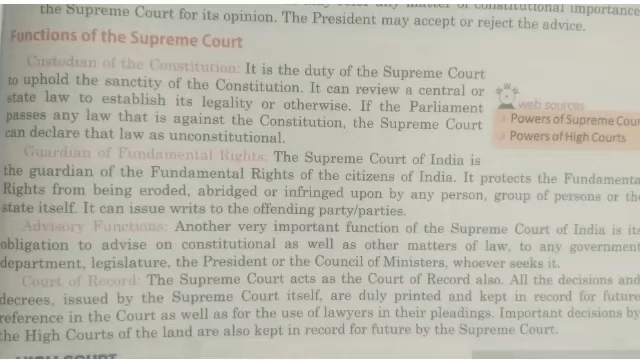 the Supreme Court for its opinion. The President may accept or reject the advice.
Functions of the Supreme Court
Custodian of the Constitution: It is the duty of the Supreme Court
to uphold the sanctity of the Constitution. It can review a central or
state law to establish its legality or otherwise. If the Parliament
passes any law that is against the Constitution, the Supreme Court
can declare that law as unconstitutional.
web sources
Powers of Supreme Cour
Powers of High Courts
Guardian of Fundamental Rights: The Supreme Court of India is
the guardian of the Fundamental Rights of the citizens of India. It protects the Fundamenta
Rights from being eroded, abridged or infringed upon by any person, group of persons or the
state itself. It can issue writs to the offending party/parties.
Advisory Functions: Another very important function of the Supreme Court of India is its
obligation to advise on constitutional as well as other matters of law, to any government
department, legislature, the President or the Council of Ministers, whoever seeks it.
Court of Record: The Supreme Court acts as the Court of Record also. All the decisions and
decrees, issued by the Supreme Court itself, are duly printed and kept in record for future
reference in the Court as well as for the use of lawyers in their pleadings. Important decisions by
the High Courts of the land are also kept in record for future by the Supreme Court.